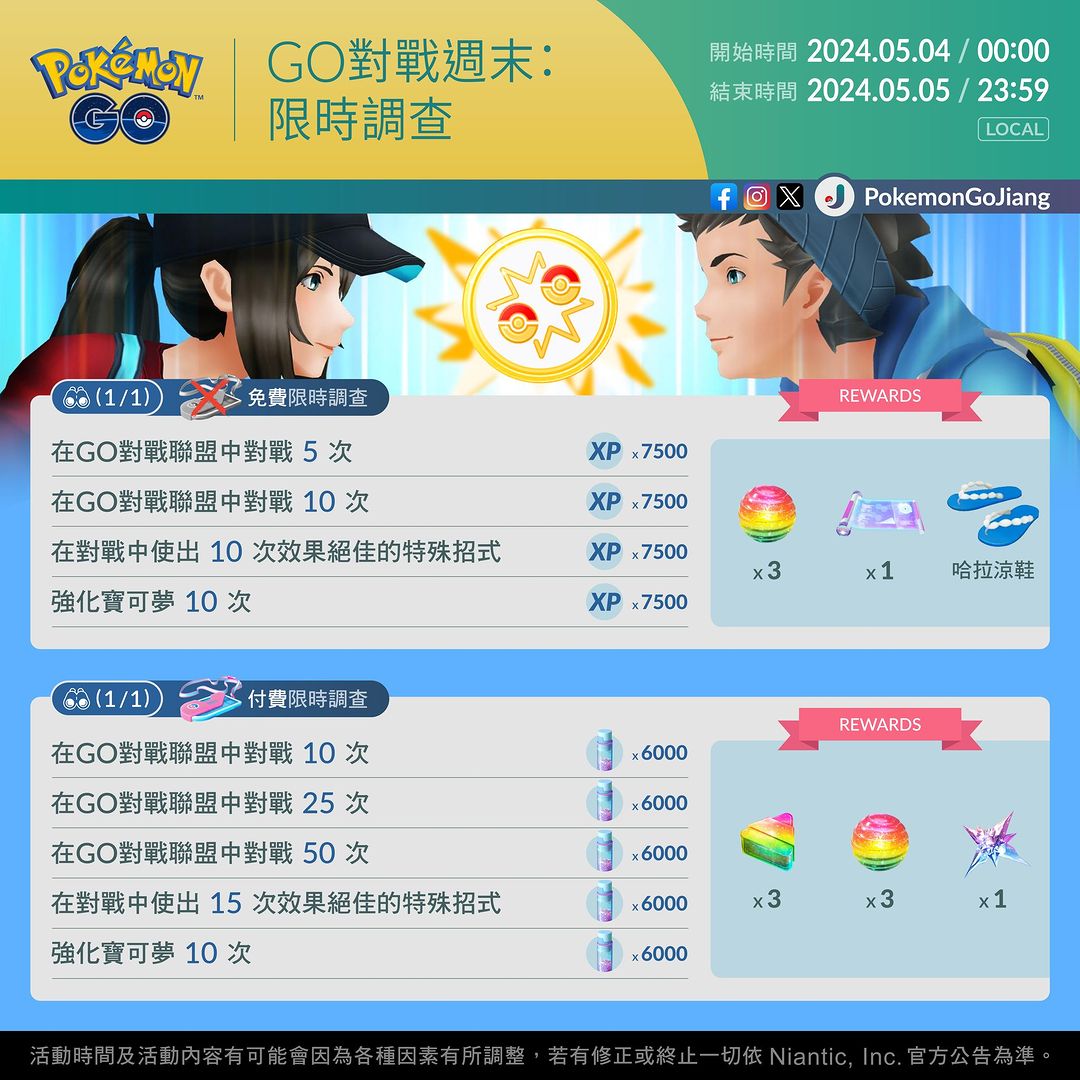 POKÉMON
GO
TM
GO對戰週末：
限時調查
開始時間 2024.05.04 / 00:00
結束時間 2024.05.05 / 23:59
LOCAL
PokemonGoJiang
(1/1) 免費限時調查
REWARDS
在GO對戰聯盟中對戰 5 次 XP x7500
在GO對戰聯盟中對戰 10 次 XP x7500
在對戰中使出 10 次效果絕佳的特殊招式 XP x7500
強化寶可夢 10 次 XP x7500
x3 x1 哈拉涼鞋
(1/1) 付費限時調查
REWARDS
在GO對戰聯盟中對戰 10 次 x6000
在GO對戰聯盟中對戰 25 次 x6000
在GO對戰聯盟中對戰 50 次 x6000
在對戰中使出 15 次效果絕佳的特殊招式 x6000
強化寶可夢 10 次 x6000
x3 x3 x1
活動時間及活動內容有可能會因為各種因素有所調整，若有修正或終止一切依 Niantic, Inc. 官方公告為準。